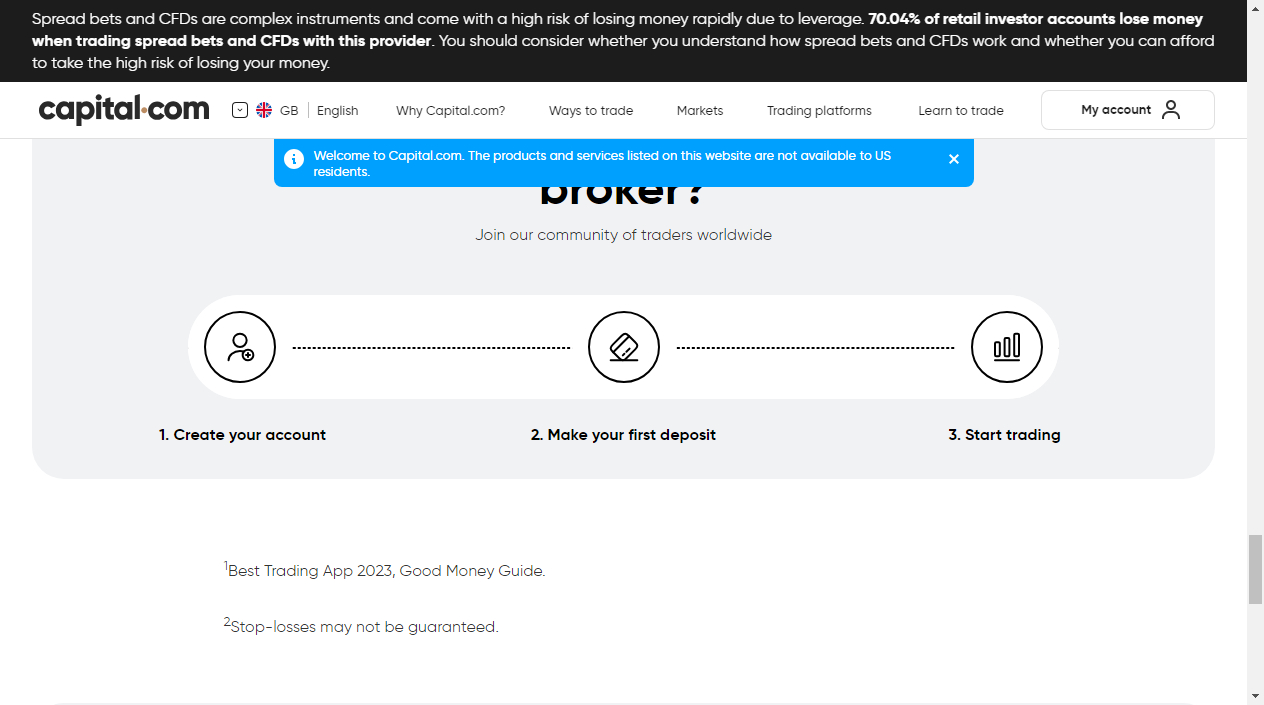 Spread bets and CFDs are complex instruments and come with a high risk of losing money rapidly due to leverage. 70.04% of retail investor accounts lose money
when trading spread bets and CFDs with this provider. You should consider whether you understand how spread bets and CFDs work and whether you can afford
to take the high risk of losing your money.
capital.com GB English Why Capital.com? Ways to trade Markets Trading platforms Learn to trade My account
Welcome to Capital.com. The products and services listed on this website are not available to US
residents.
broker?
Join our community of traders worldwide
1. Create your account 2. Make your first deposit 3. Start trading
1Best Trading App 2023, Good Money Guide.
2Stop-losses may not be guaranteed.